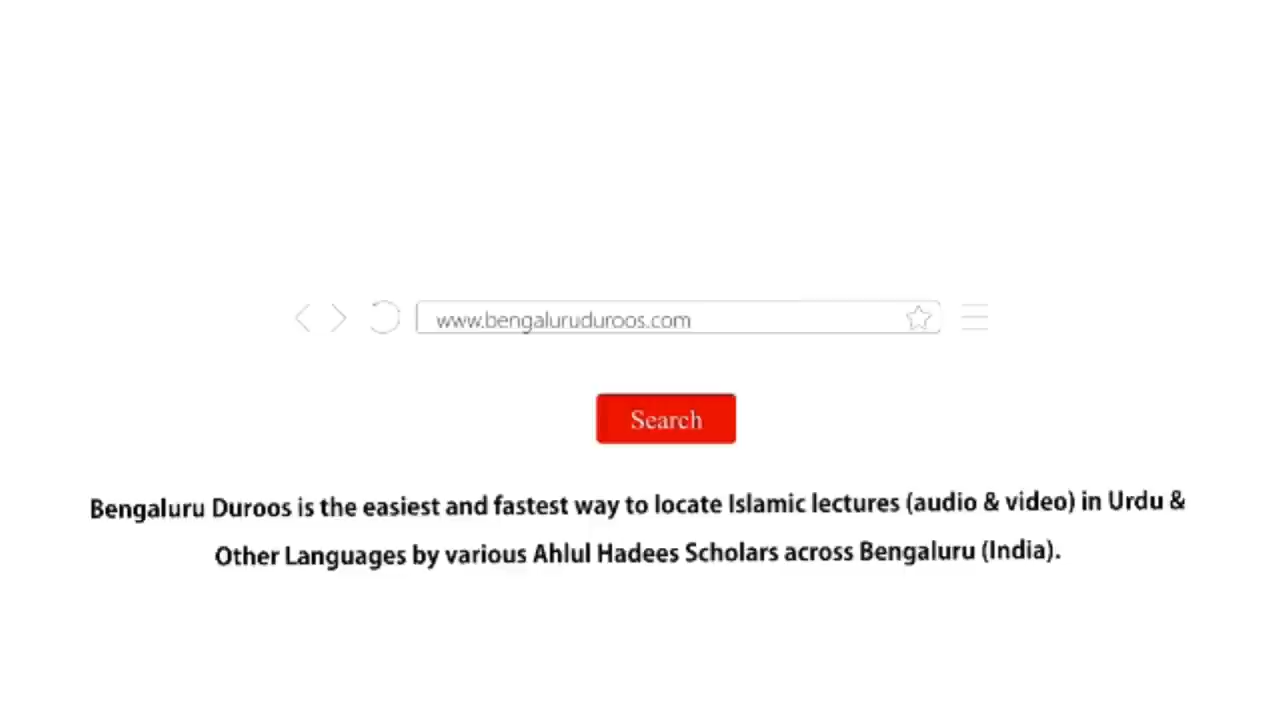 www.bengaluruduroos.com
Search
Bengaluru Duroos is the easiest and fastest way to locate Islamic lectures (audio & video) in Urdu &
Other Languages by various Ahlul Hadees Scholars across Bengaluru (India).